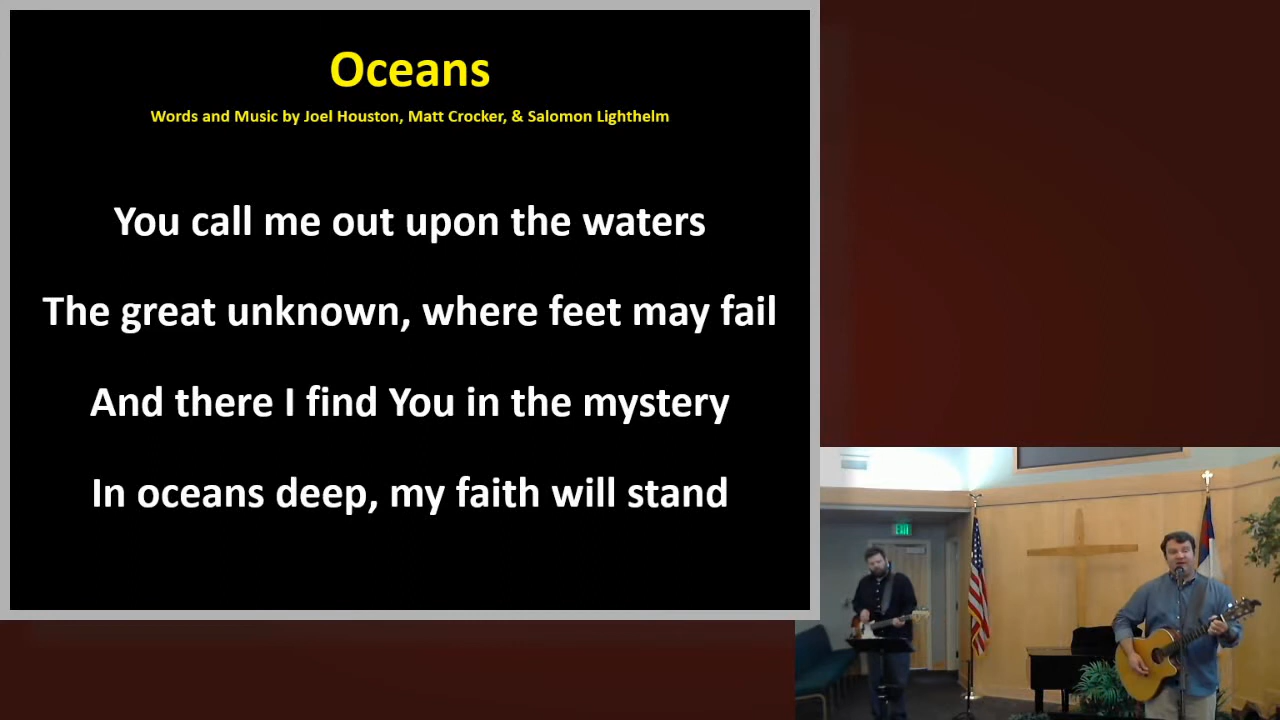 Oceans
Words and Music by Joel Houston, Matt Crocker, & Salomon Lighthelm
You call me out upon the waters
The great unknown, where feet may fail
And there I find You in the mystery
In oceans deep, my faith will stand
EXIT